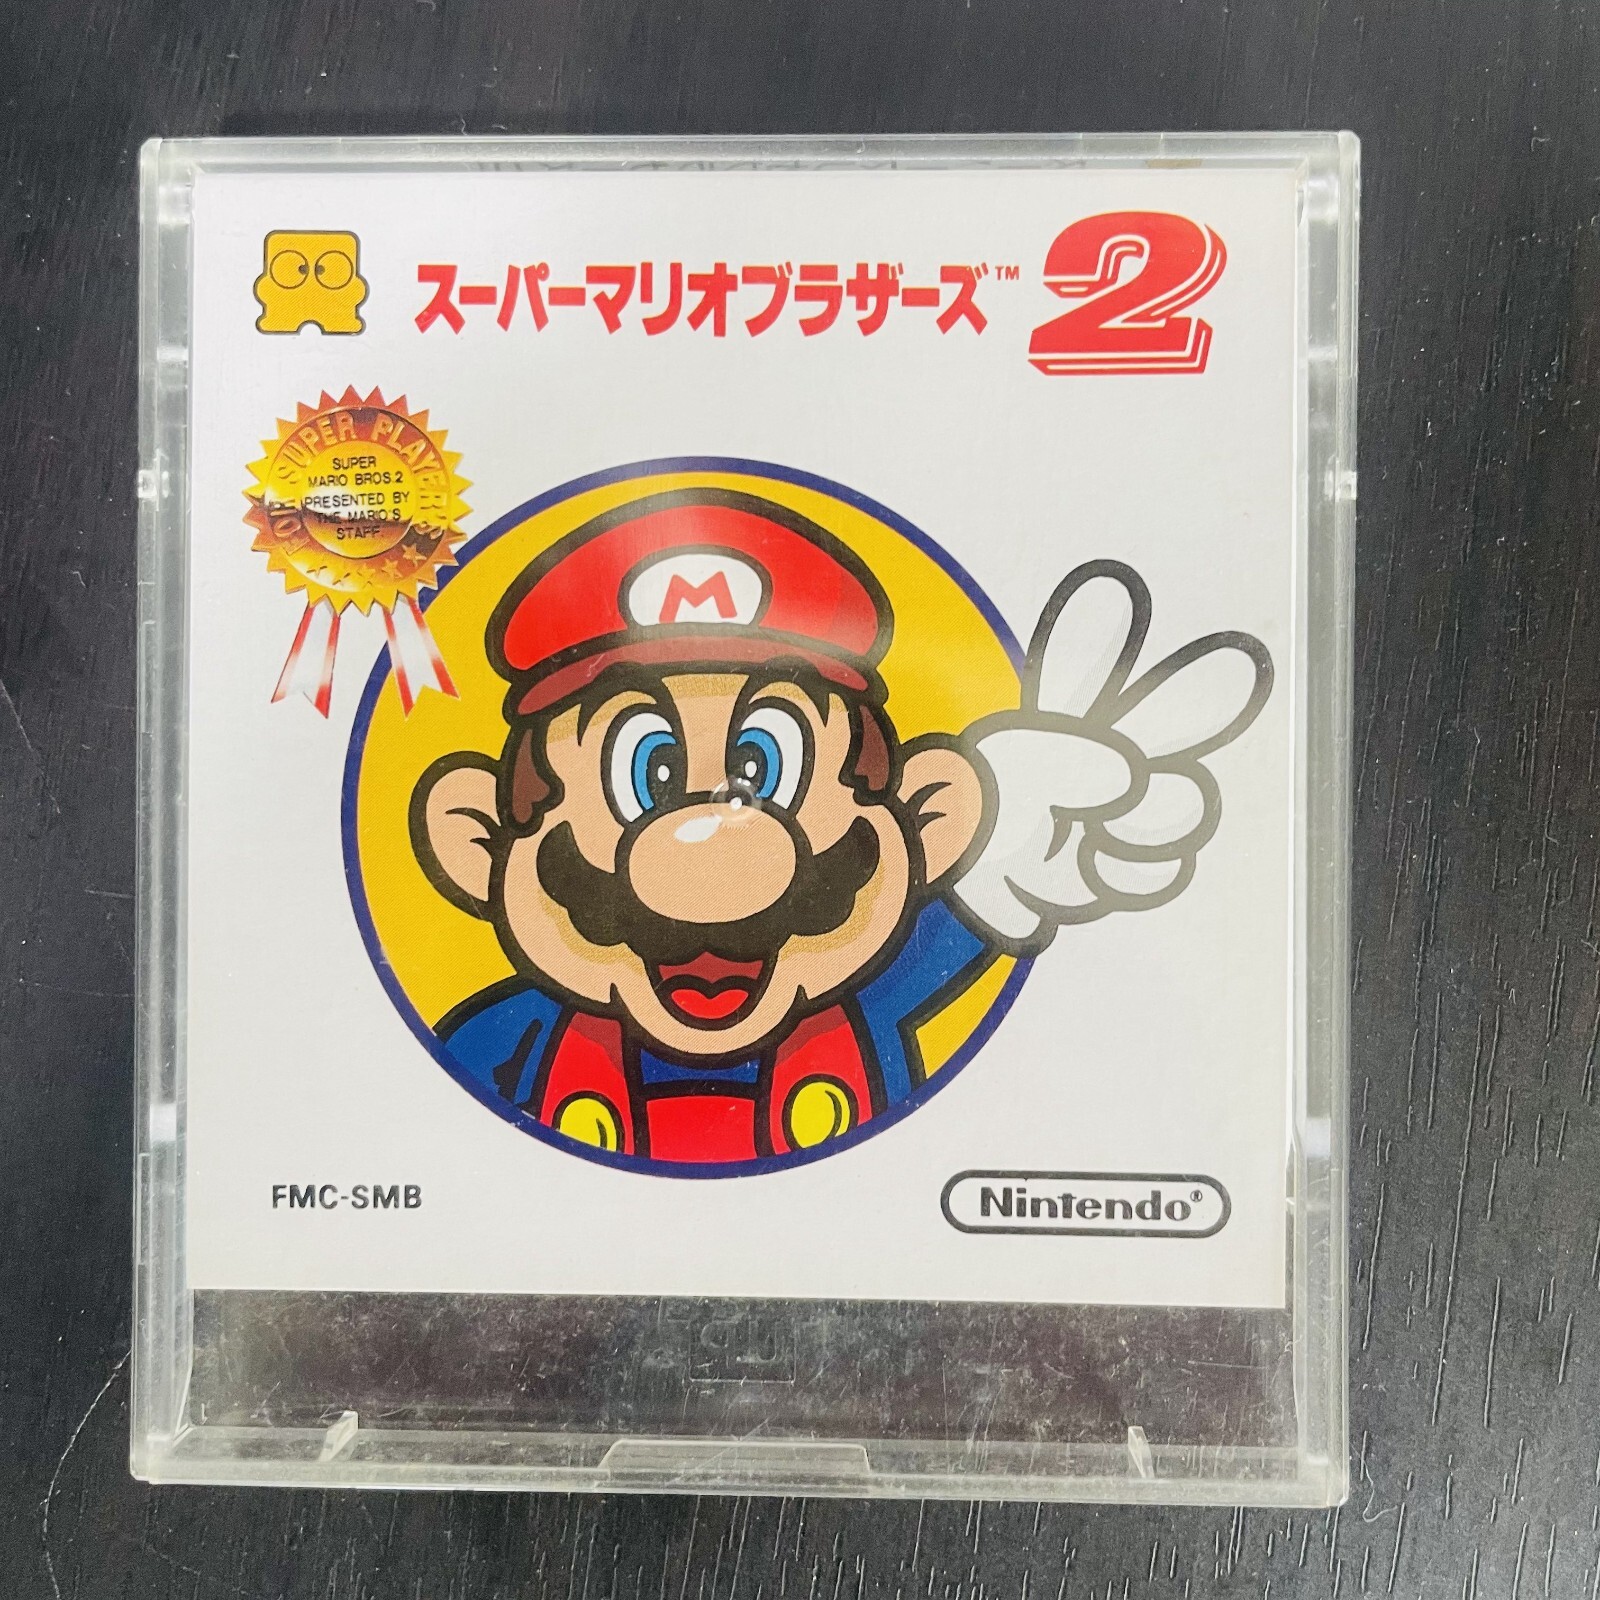 スーパーマリオブラザーズ™ 2
FOR SUPER PLAYERS
SUPER
MARIO BROS.2
PRESENTED BY
THE MARIO'S
STAFF.
M
FMC-SMB
Nintendo®